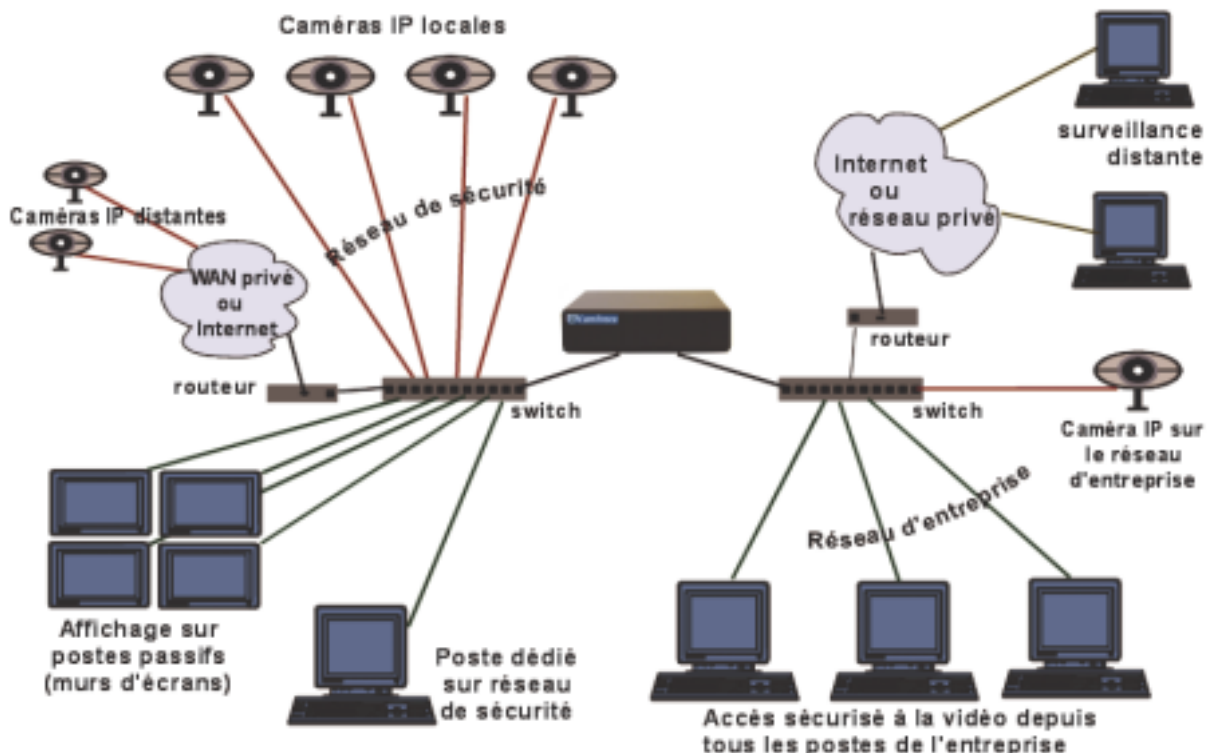 Caméras IP locales
Caméras IP distantes
WAN privé
ou
Internet
Réseau de sécurité
routeur
switch
Internet
ou
réseau privé
surveillance
distante
routeur
switch
Caméra IP sur
le réseau
d'entreprise
Réseau d'entreprise
Affichage sur
postes passifs
(murs d'écrans)
Poste dédié
sur réseau
de sécurité
Accès sécurisé à la vidéo depuis
tous les postes de l'entreprise